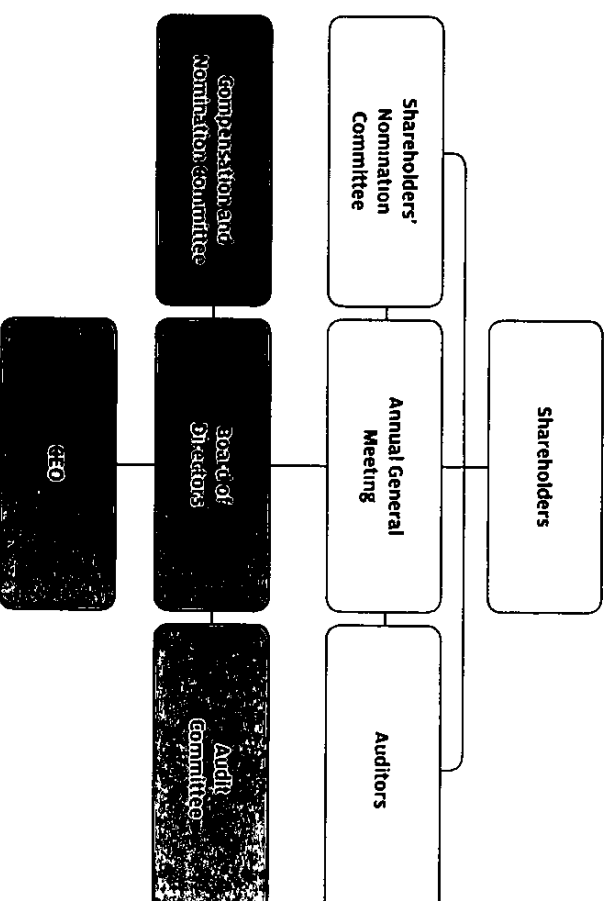 Shareholders
Shareholders'
Nomination
Committee
Annual General
Meeting
Auditors
Compensation and
Nomination Committee
Board of
Directors
Audit
Committee
CEO